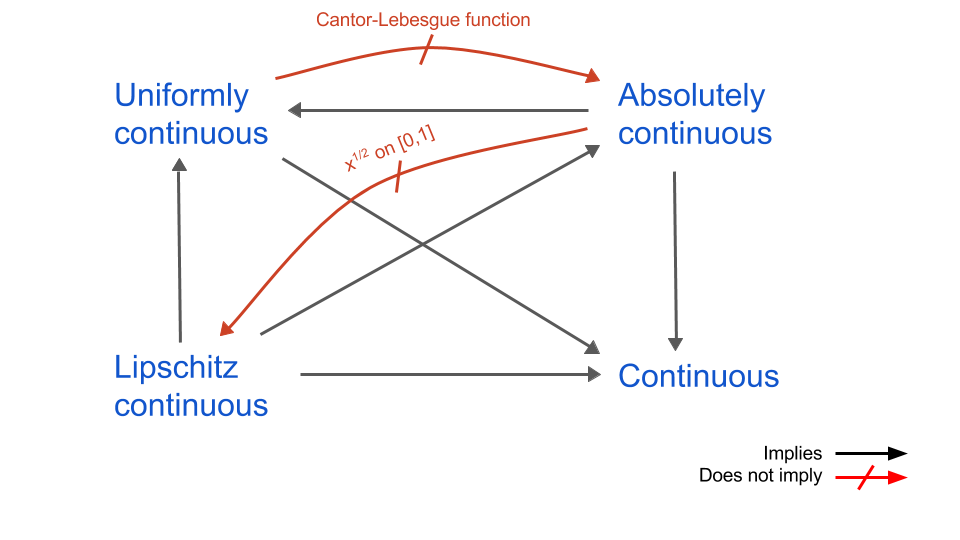 Cantor-Lebesgue function
Uniformly
continuous
Absolutely
continuous
x^1/2 on [0,1]
Lipschitz
continuous
Continuous
Implies
Does not imply